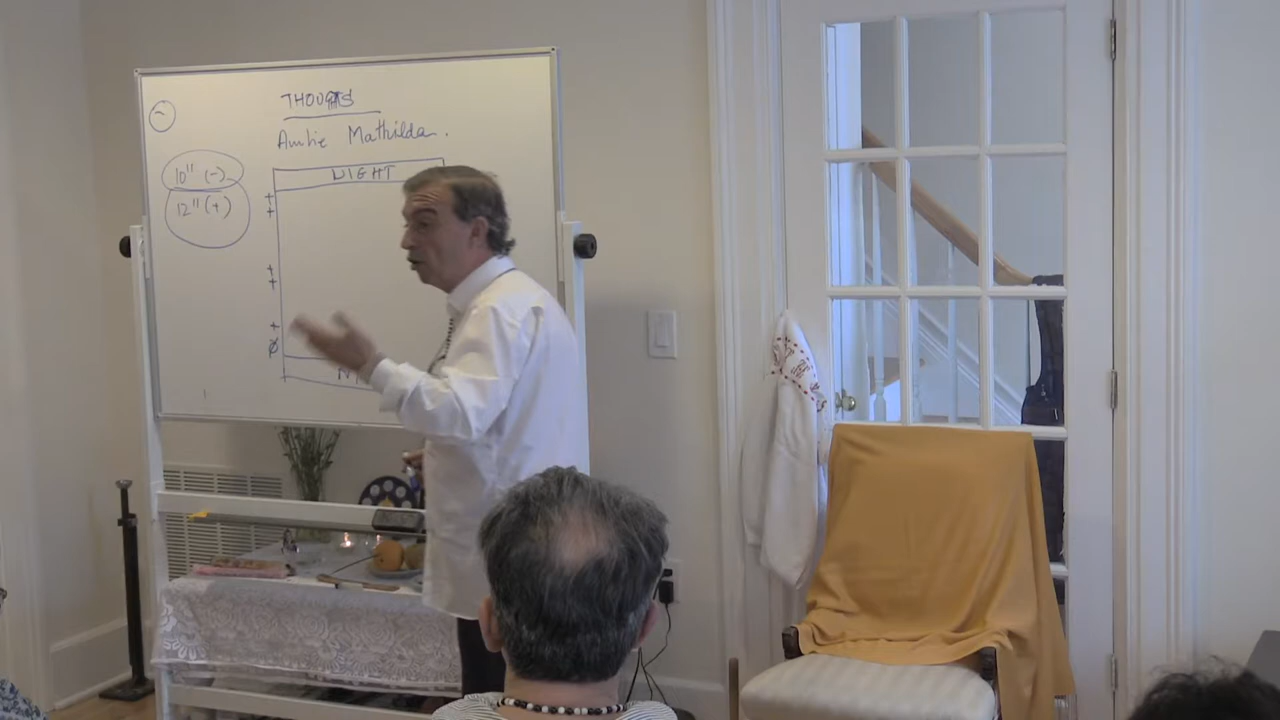 THOUGHTS
Auntie Mathilda.
(-)
10" (-)
12" (+)
LIGHT
+
+
+
+
+